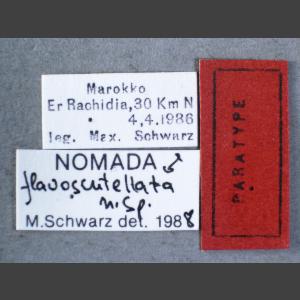 Marokko
Er Rachidia, 30 Km N
4,4.1986
leg. Max. Schwarz
NOMADA ♂
flavoscutellata
n.sp.
M.Schwarz det. 1988
PARATYPE